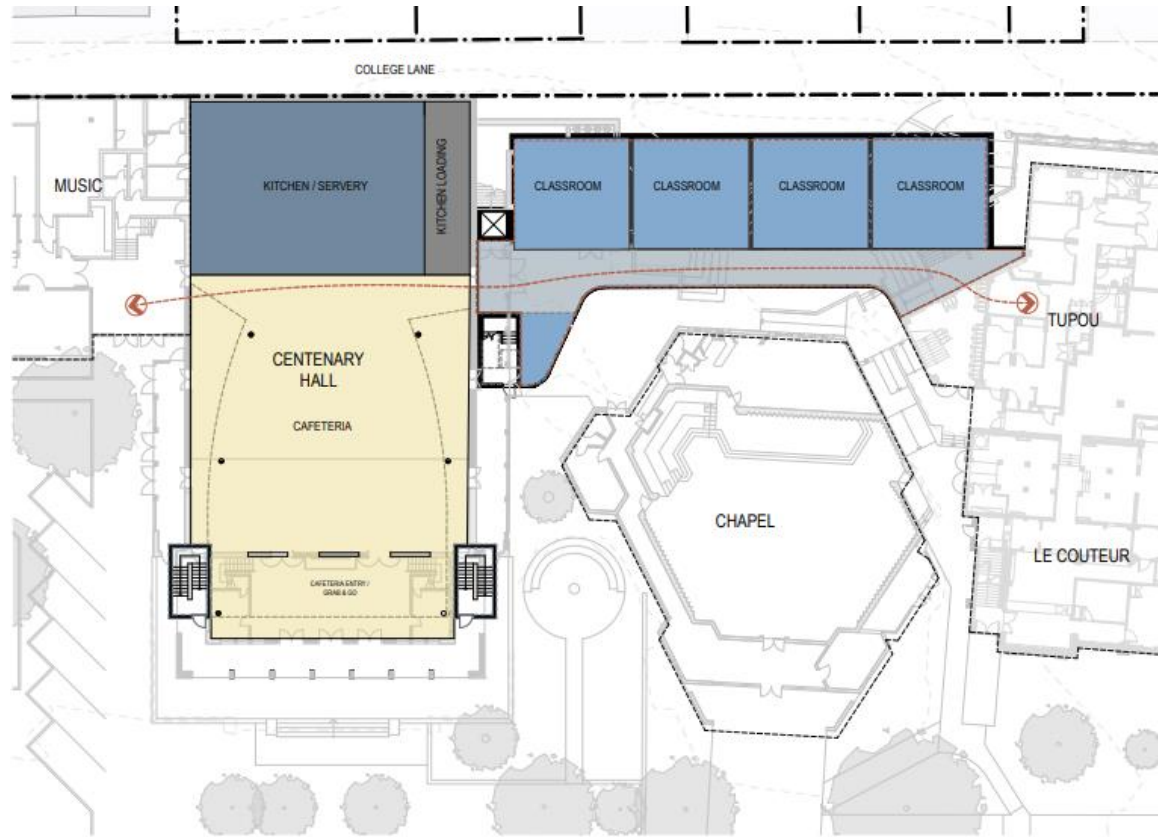 COLLEGE LANE
MUSIC
KITCHEN / SERVERY
KITCHEN LOADING
CLASSROOM
CLASSROOM
CLASSROOM
CLASSROOM
TUPOU
CENTENARY
HALL
CAFETERIA
CHAPEL
LE COUTEUR
CAFETERIA ENTRY /
GRAB & GO